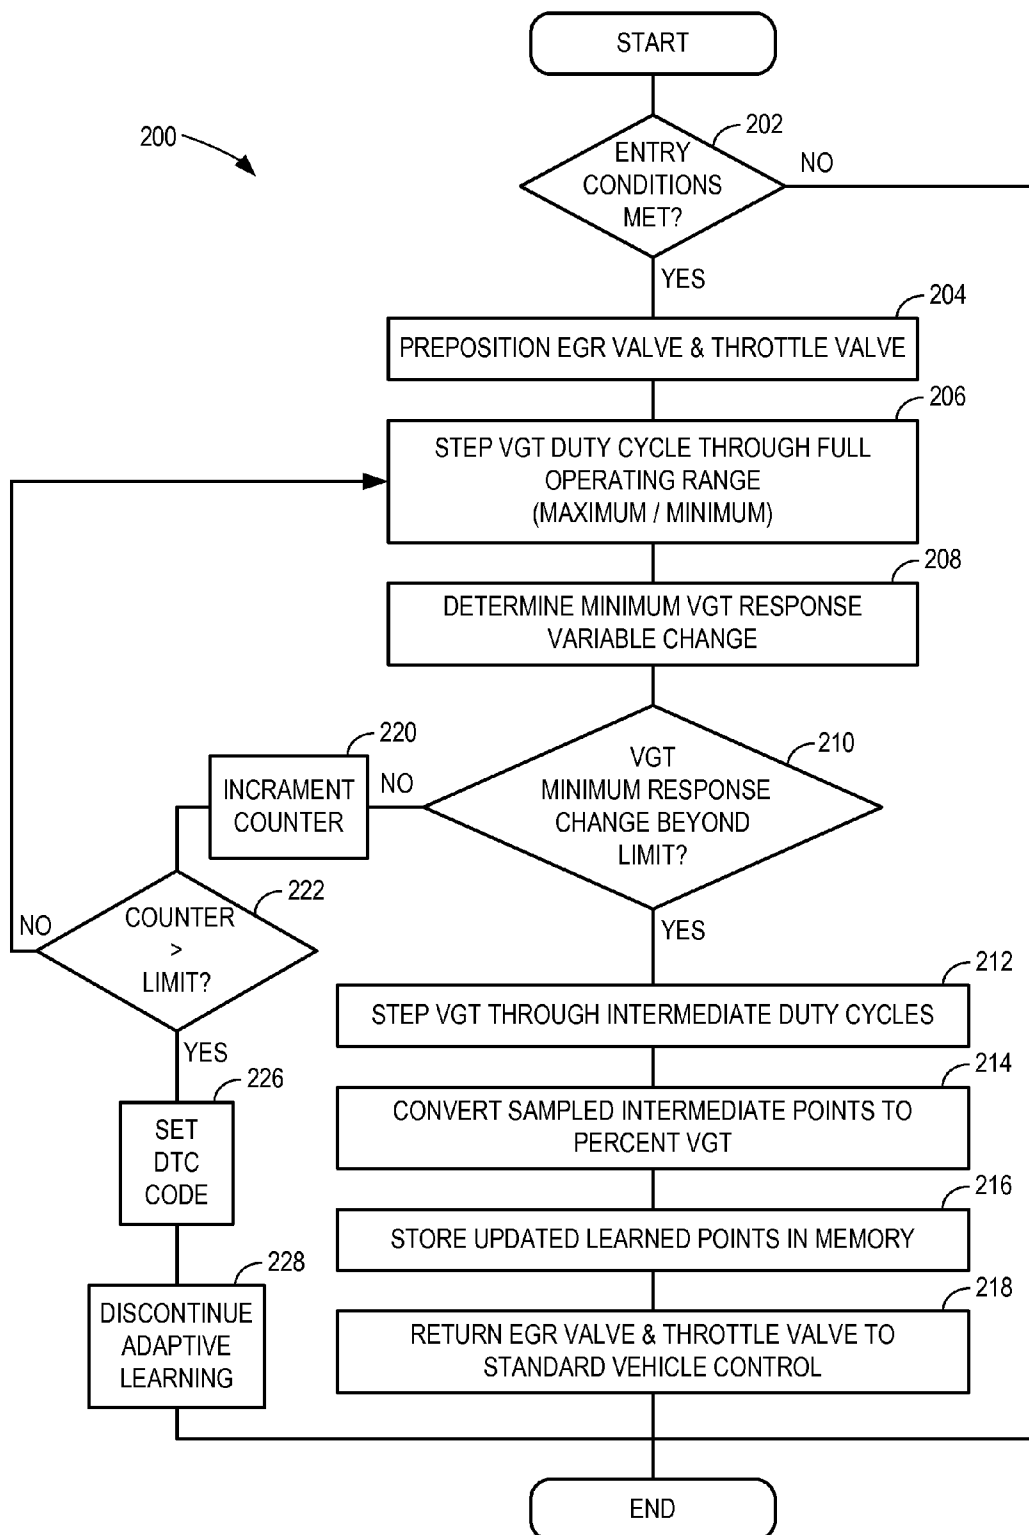 START
200
202
ENTRY
CONDITIONS
MET?
NO
YES
204
PREPOSITION EGR VALVE & THROTTLE VALVE
206
STEP VGT DUTY CYCLE THROUGH FULL
OPERATING RANGE
(MAXIMUM / MINIMUM)
208
DETERMINE MINIMUM VGT RESPONSE
VARIABLE CHANGE
210
VGT
MINIMUM RESPONSE
CHANGE BEYOND
LIMIT?
NO
YES
220
INCRAMENT
COUNTER
222
COUNTER
>
LIMIT?
NO
YES
226
SET
DTC
CODE
228
DISCONTINUE
ADAPTIVE
LEARNING
212
STEP VGT THROUGH INTERMEDIATE DUTY CYCLES
214
CONVERT SAMPLED INTERMEDIATE POINTS TO
PERCENT VGT
216
STORE UPDATED LEARNED POINTS IN MEMORY
218
RETURN EGR VALVE & THROTTLE VALVE TO
STANDARD VEHICLE CONTROL
END